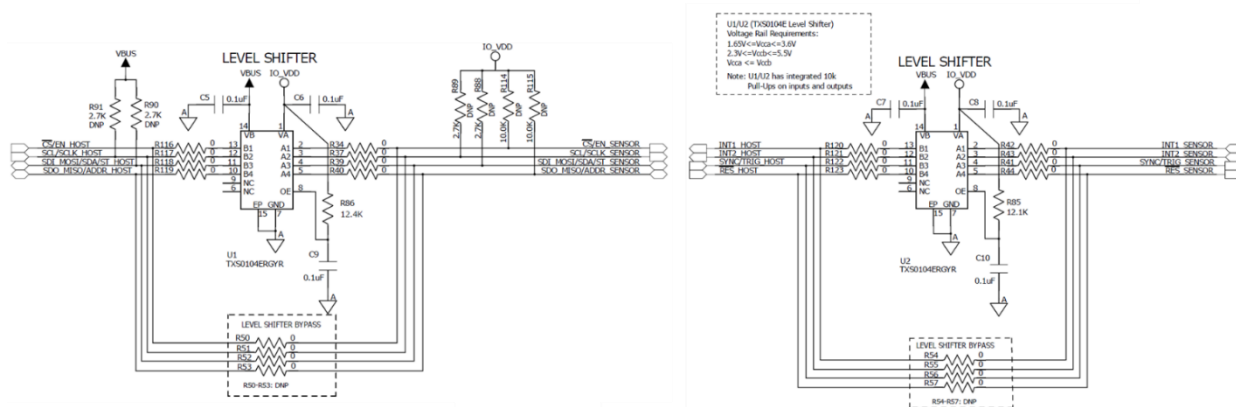 VBUS
R91
2.7K
DNP
R90
2.7K
DNP
LEVEL SHIFTER
VBUS
IO_VDD
C5
0.1uF
A
C6
0.1uF
A
IO_VDD
R89
DNP
2.7K
R88
DNP
2.7K
R114
DNP
10.0K
R115
DNP
10.0K
14
VB
1
VA
CS/EN_HOST
R116
0
13
B1
A1
2
R34
0
CS/EN_SENSOR
SCL/SCLK_HOST
R117
0
12
B2
A2
3
R37
0
SCL/SCLK_SENSOR
SDI_MOSI/SDA/ST_HOST
R118
0
11
B3
A3
4
R39
0
SDI_MOSI/SDA/ST_SENSOR
SDO_MISO/ADDR_HOST
R119
0
10
B4
A4
5
R40
0
SDO_MISO/ADDR_SENSOR
9
NC
6
NC
OE
8
EP
GND
15
7
A
R86
12.4K
U1
TXS0104ERGYR
C9
0.1uF
A
LEVEL SHIFTER BYPASS
R50
0
R51
0
R52
0
R53
0
R50-R53: DNP
U1/U2 (TXS0104E Level Shifter)
Voltage Rail Requirements:
1.65V<=Vcca<=3.6V
2.3V<=Vccb<=5.5V
Vcca <= Vccb
Note: U1/U2 has integrated 10k
Pull-Ups on inputs and outputs
LEVEL SHIFTER
VBUS
IO_VDD
C7
0.1uF
A
C8
0.1uF
A
14
VB
1
VA
INT1_HOST
R120
0
13
B1
A1
2
R42
0
INT1_SENSOR
INT2_HOST
R121
0
12
B2
A2
3
R43
0
INT2_SENSOR
SYNC/TRIG_HOST
R122
0
11
B3
A3
4
R41
0
SYNC/TRIG_SENSOR
RES_HOST
R123
0
10
B4
A4
5
R44
0
RES_SENSOR
9
NC
6
NC
OE
8
EP
GND
15
7
A
R85
12.1K
U2
TXS0104ERGYR
C10
0.1uF
A
LEVEL SHIFTER BYPASS
R54
0
R55
0
R56
0
R57
0
R54-R57: DNP